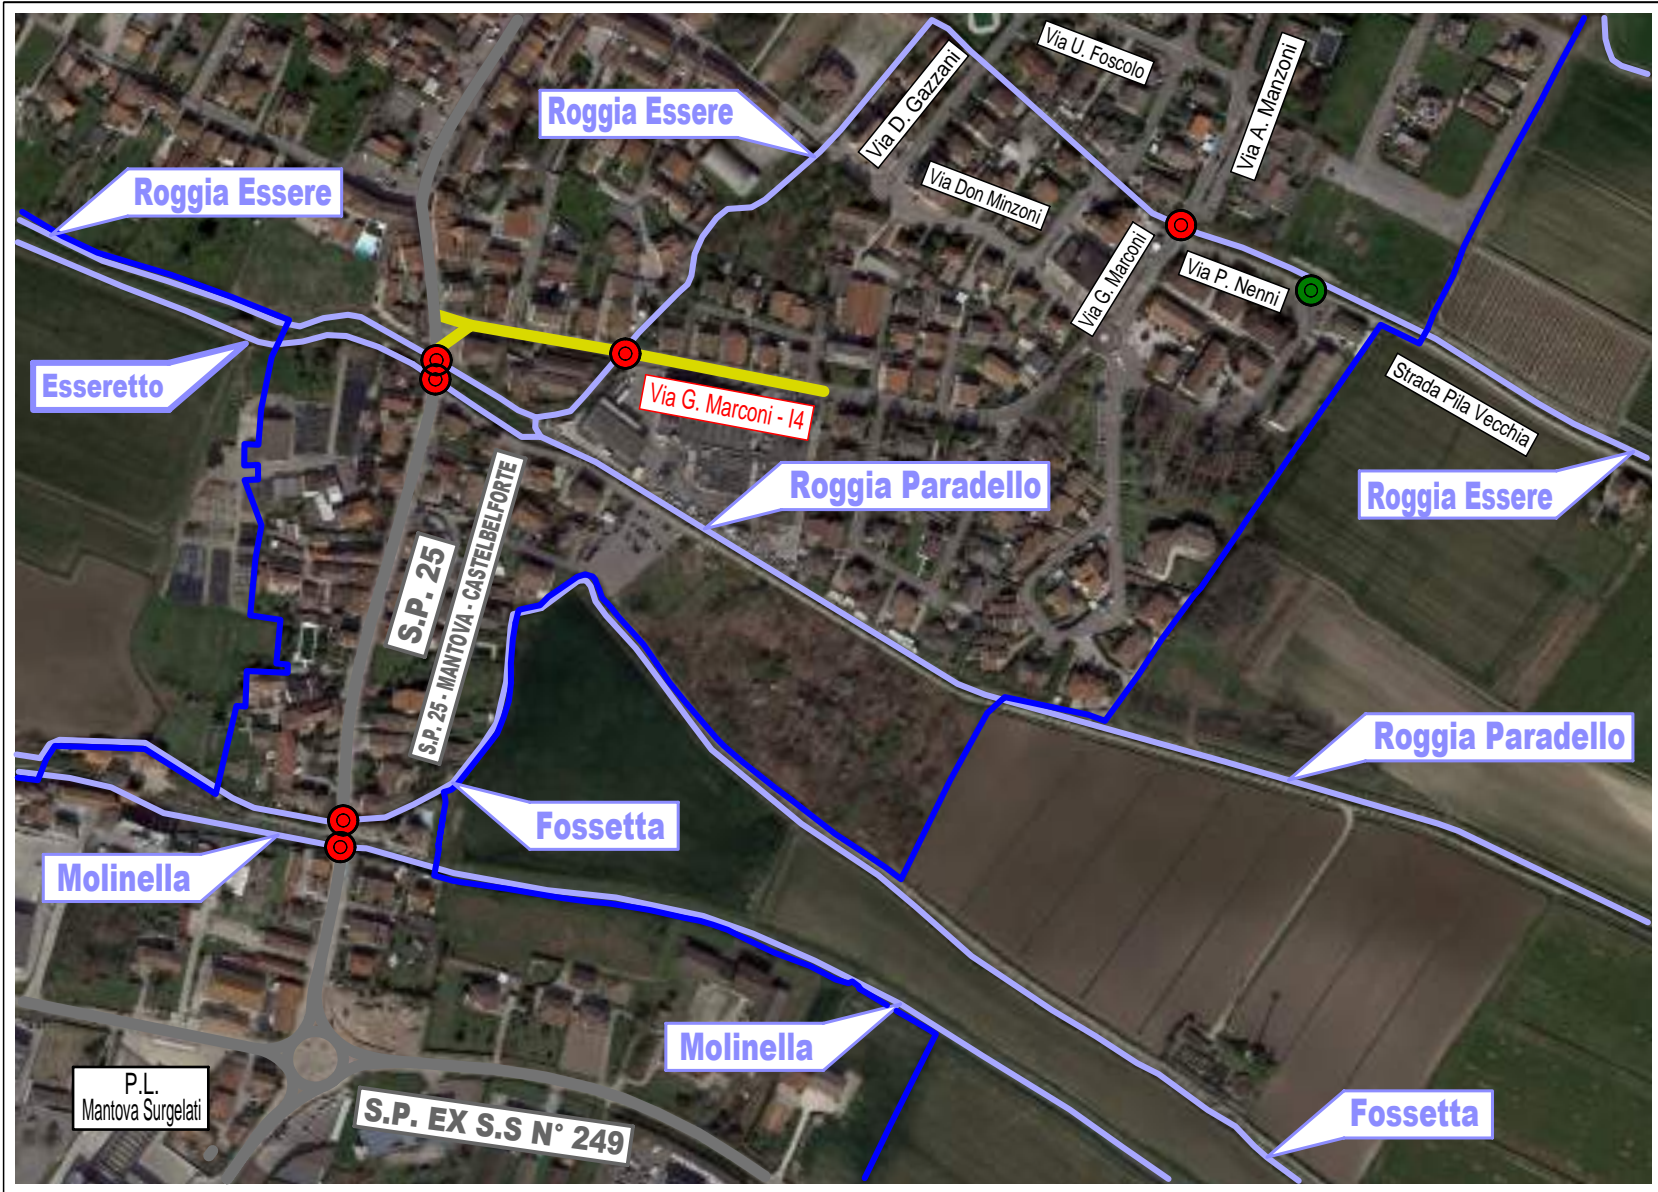 Via U. Foscolo
Via A. Manzoni
Via D. Gazzani
Roggia Essere
Roggia Essere
Via Don Minzoni
Via G. Marconi
Via P. Nenni
Esseretto
Via G. Marconi - I4
Strada Pila Vecchia
Roggia Paradello
Roggia Essere
S.P. 25
S.P. 25 - MANTOVA - CASTELBELFORTE
Roggia Paradello
Fossetta
Molinella
Molinella
P.L.
Mantova Surgelati
S.P. EX S.S N° 249
Fossetta